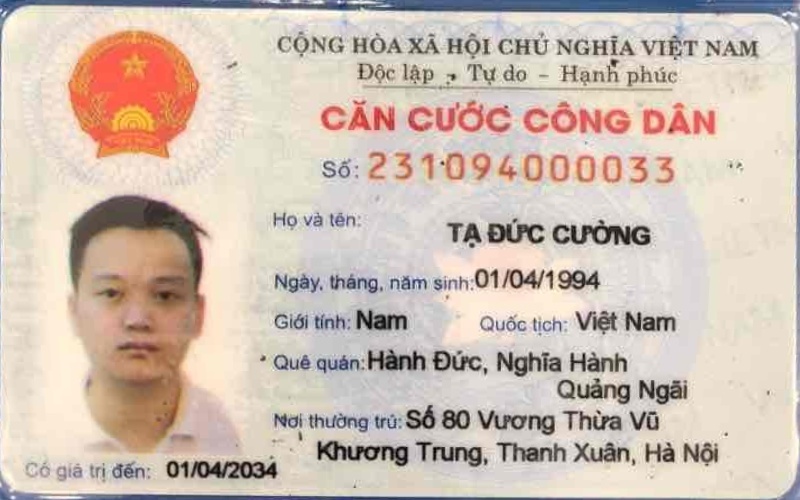 CỘNG HÒA XÃ HỘI CHỦ NGHĨA VIỆT NAM
Độc lập - Tự do - Hạnh phúc
CĂN CƯỚC CÔNG DÂN
Số: 231094000033
Họ và tên: TẠ ĐỨC CƯỜNG
Ngày, tháng, năm sinh: 01/04/1994
Giới tính: Nam Quốc tịch: Việt Nam
Quê quán: Hành Đức, Nghĩa Hành
Quảng Ngãi
Nơi thường trú: Số 80 Vương Thừa Vũ
Khương Trung, Thanh Xuân, Hà Nội
Có giá trị đến: 01/04/2034